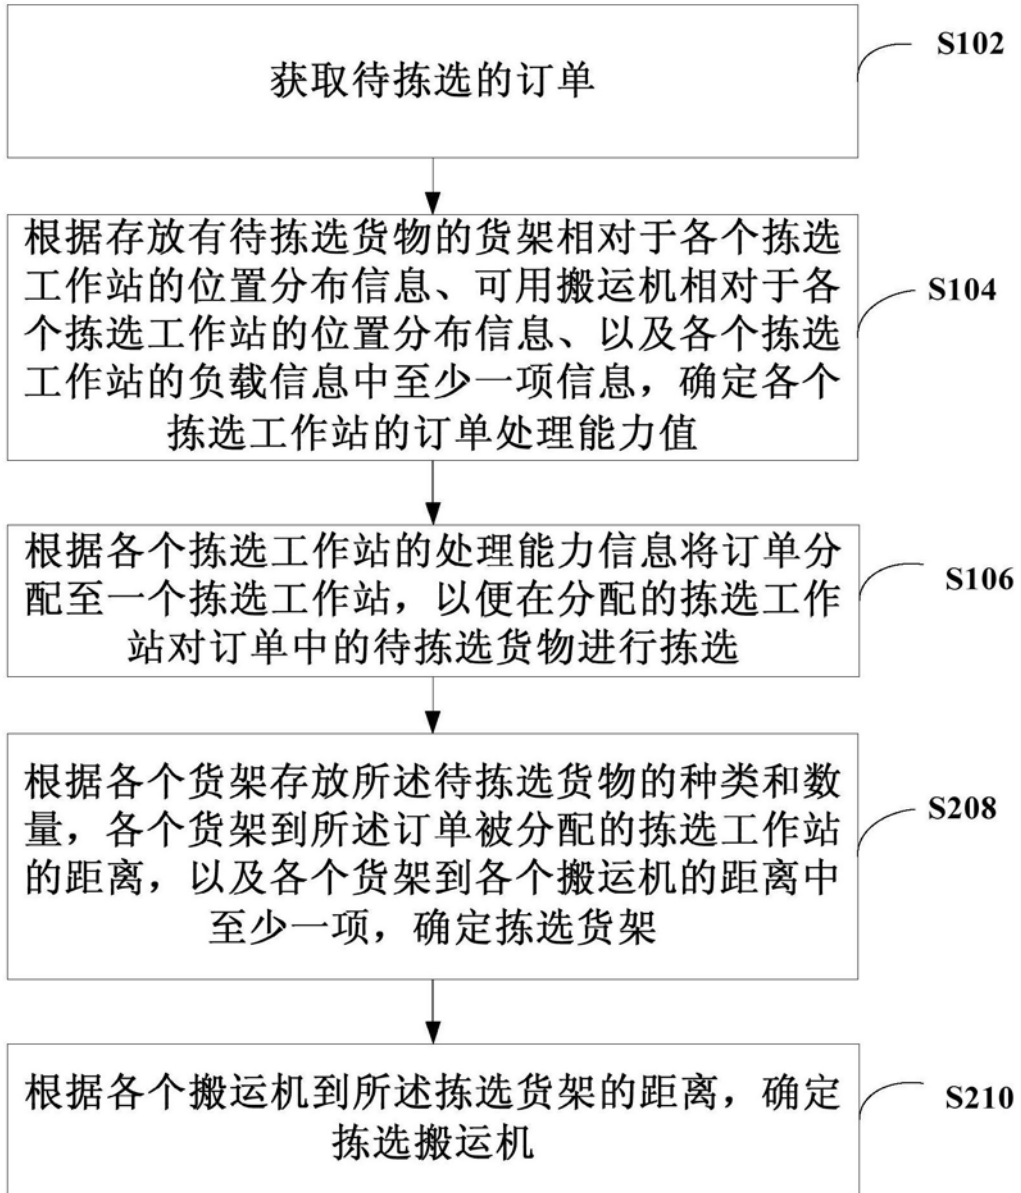 获取待拣选的订单
S102
根据存放有待拣选货物的货架相对于各个拣选
工作站的位置分布信息、可用搬运机相对于各
个拣选工作站的位置分布信息、以及各个拣选
工作站的负载信息中至少一项信息，确定各个
拣选工作站的订单处理能力值
S104
根据各个拣选工作站的处理能力信息将订单分
配至一个拣选工作站，以便在分配的拣选工作
站对订单中的待拣选货物进行拣选
S106
根据各个货架存放所述待拣选货物的种类和数
量，各个货架到所述订单被分配的拣选工作站
的距离，以及各个货架到各个搬运机的距离中
至少一项，确定拣选货架
S208
根据各个搬运机到所述拣选货架的距离，确定
拣选搬运机
S210